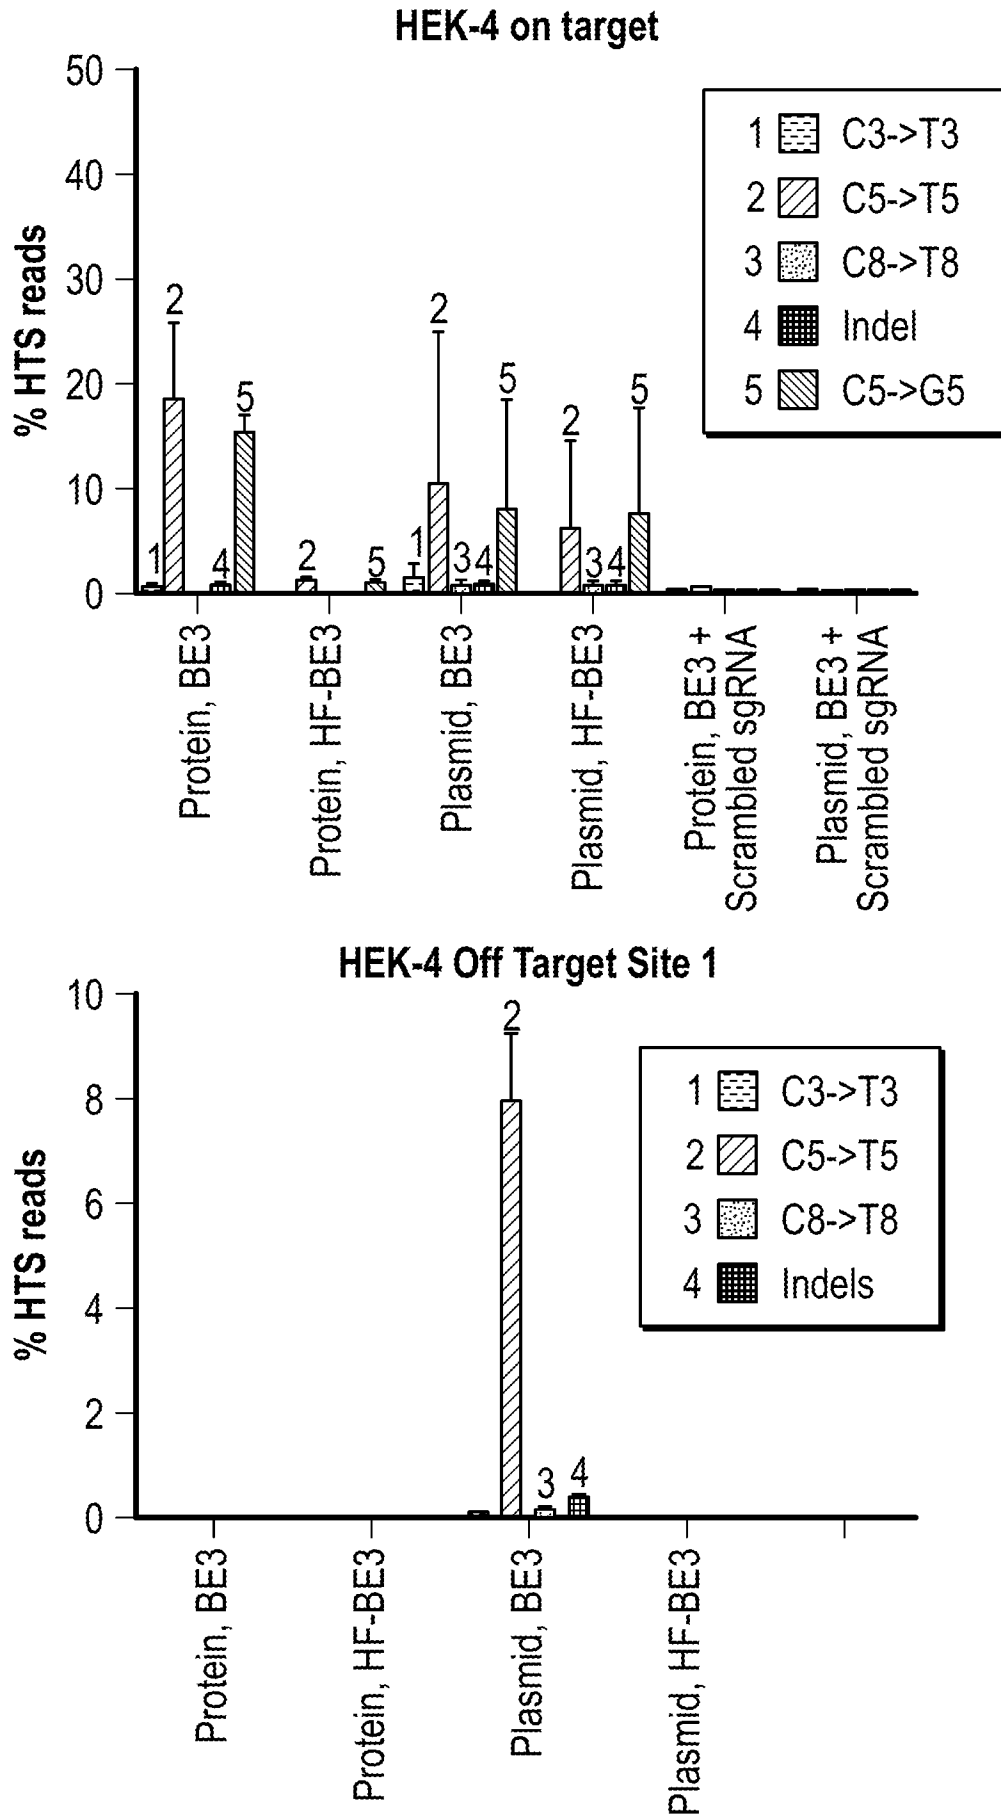 HEK-4 on target
% HTS reads
50
40
30
20
10
0
1 C3->T3
2 C5->T5
3 C8->T8
4 Indel
5 C5->G5
1
2
4
5
2
5
1
2
3
4
5
2
3
4
5
Protein, BE3
Protein, HF-BE3
Plasmid, BE3
Plasmid, HF-BE3
Protein, BE3 +
Scrambled sgRNA
Plasmid, BE3 +
Scrambled sgRNA
HEK-4 Off Target Site 1
% HTS reads
10
8
6
4
2
0
1 C3->T3
2 C5->T5
3 C8->T8
4 Indels
2
3
4
Protein, BE3
Protein, HF-BE3
Plasmid, BE3
Plasmid, HF-BE3